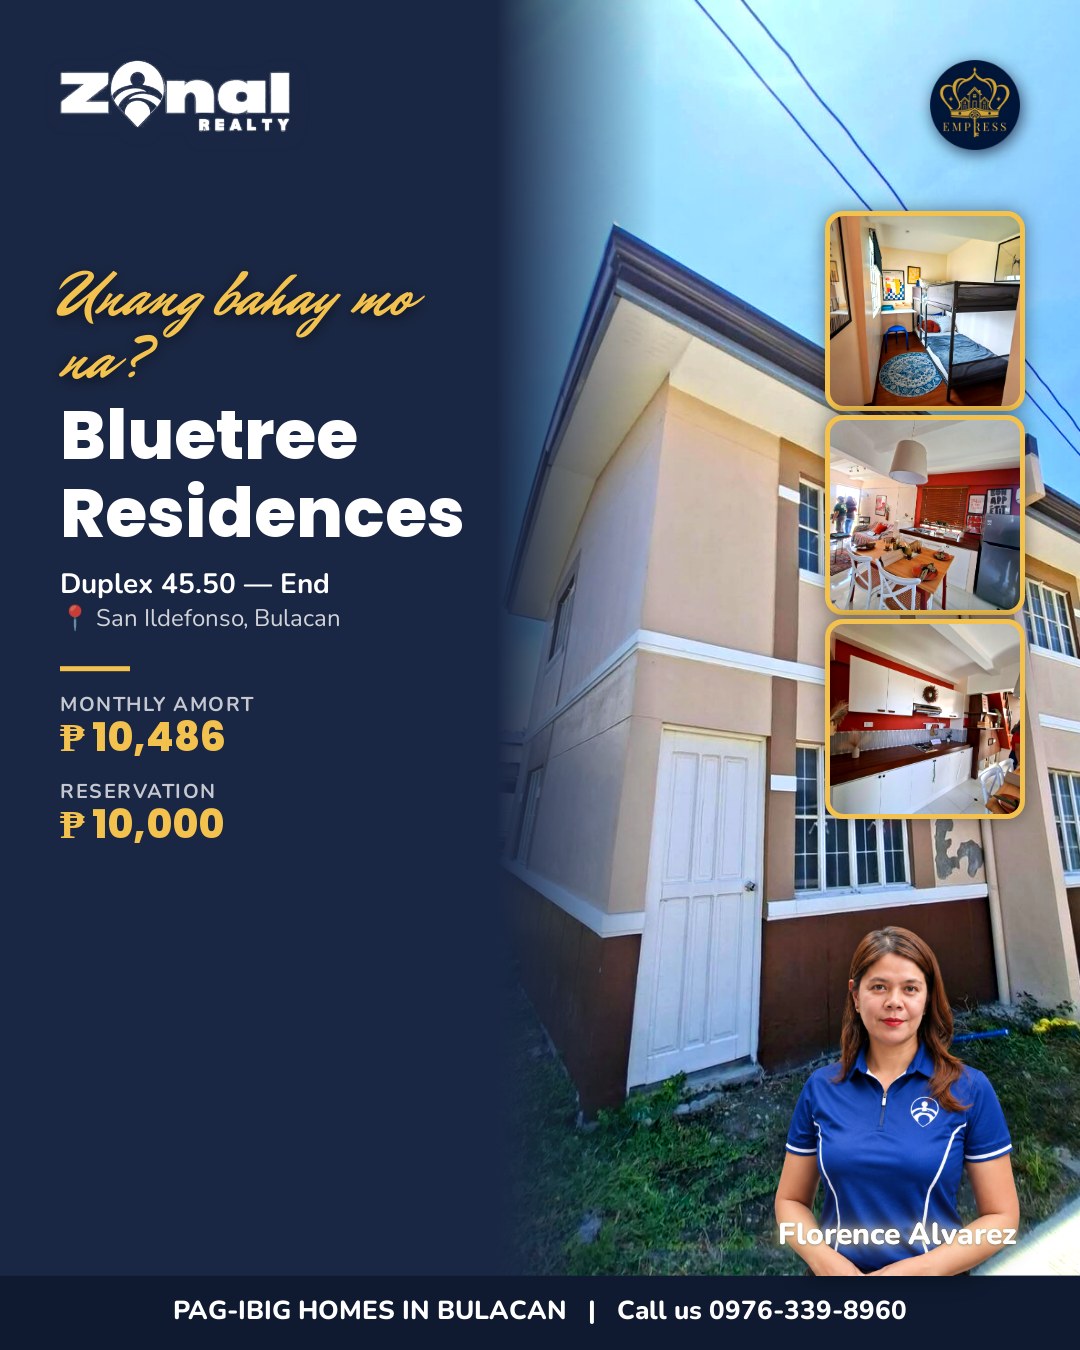 Zonal
REALTY
EMPRESS
Unang bahay mo
na?
Bluetree
Residences
Duplex 45.50 — End
📍 San Ildefonso, Bulacan
MONTHLY AMORT
₱10,486
RESERVATION
₱10,000
Florence Alvarez
PAG-IBIG HOMES IN BULACAN | Call us 0976-339-8960